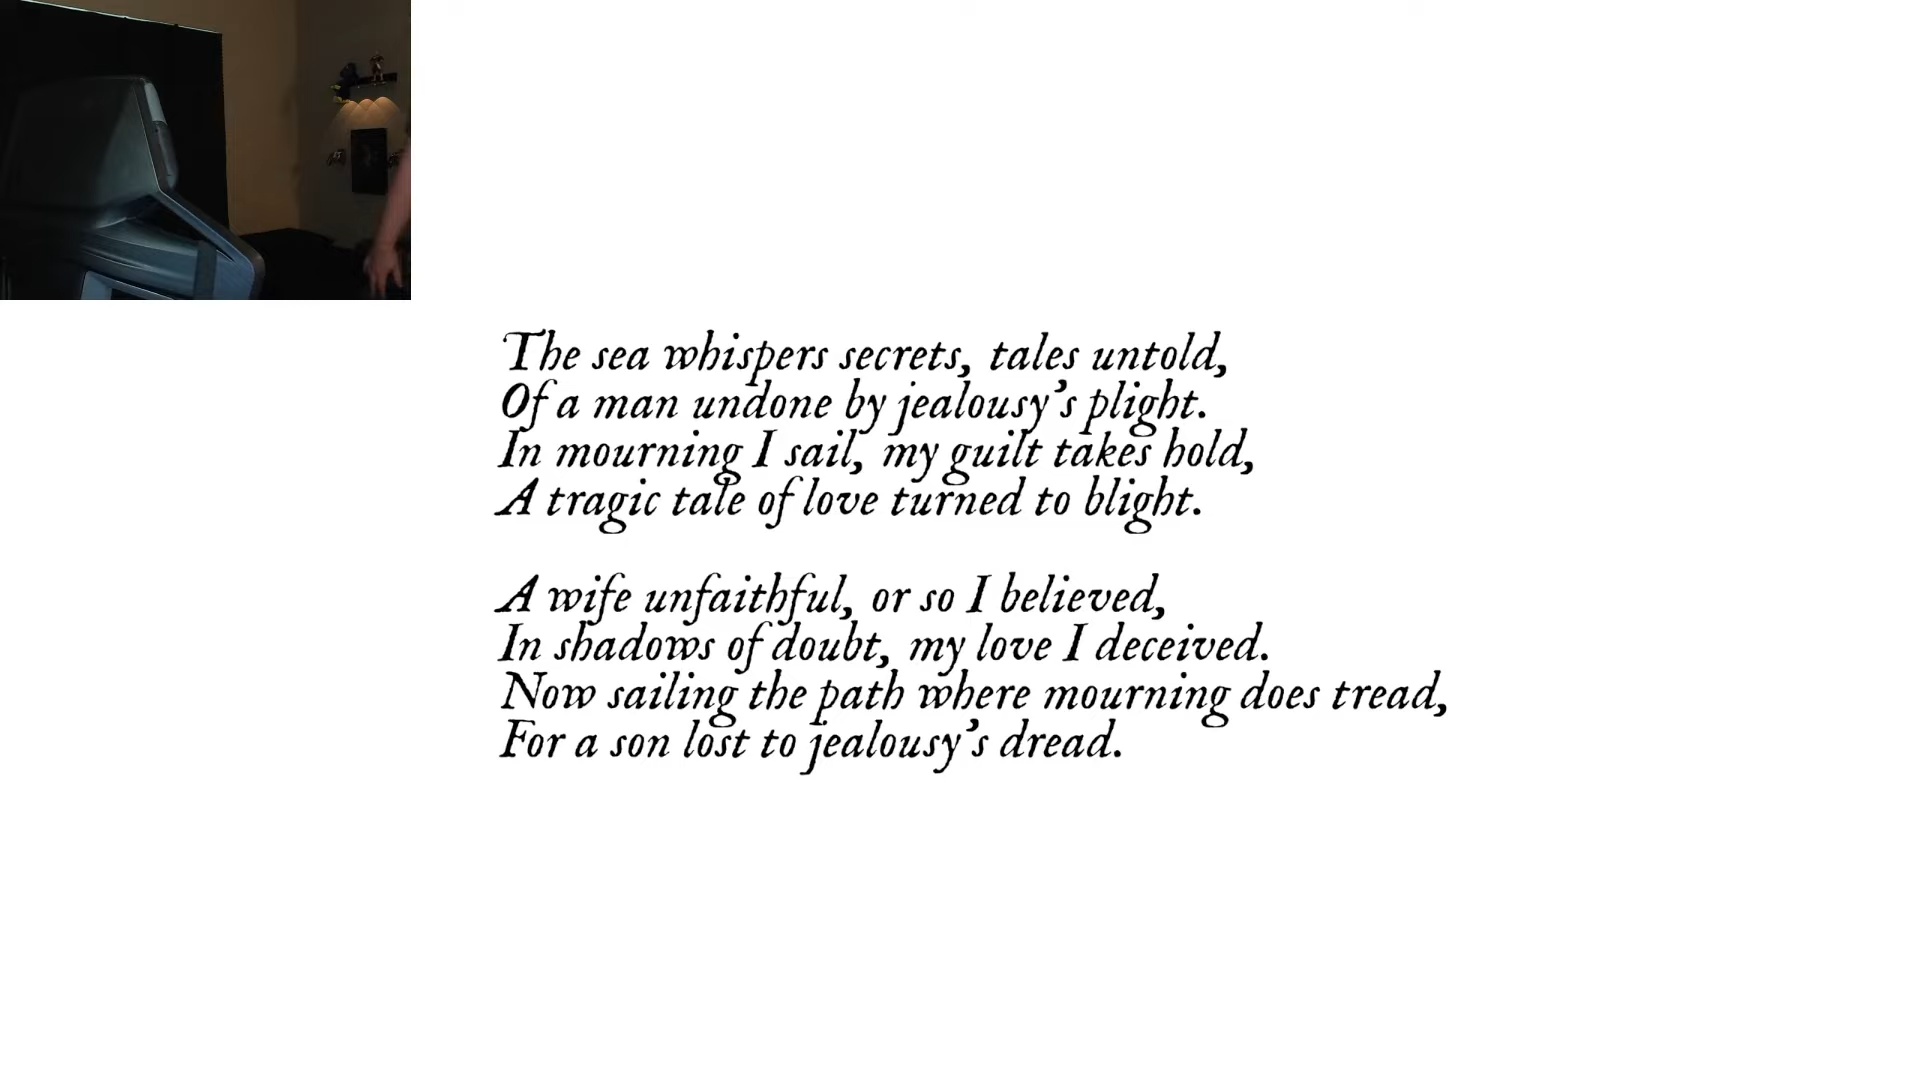 The sea whispers secrets, tales untold,
Of a man undone by jealousy's plight.
In mourning I sail, my guilt takes hold,
A tragic tale of love turned to blight.
A wife unfaithful, or so I believed,
In shadows of doubt, my love I deceived.
Now sailing the path where mourning does tread,
For a son lost to jealousy's dread.